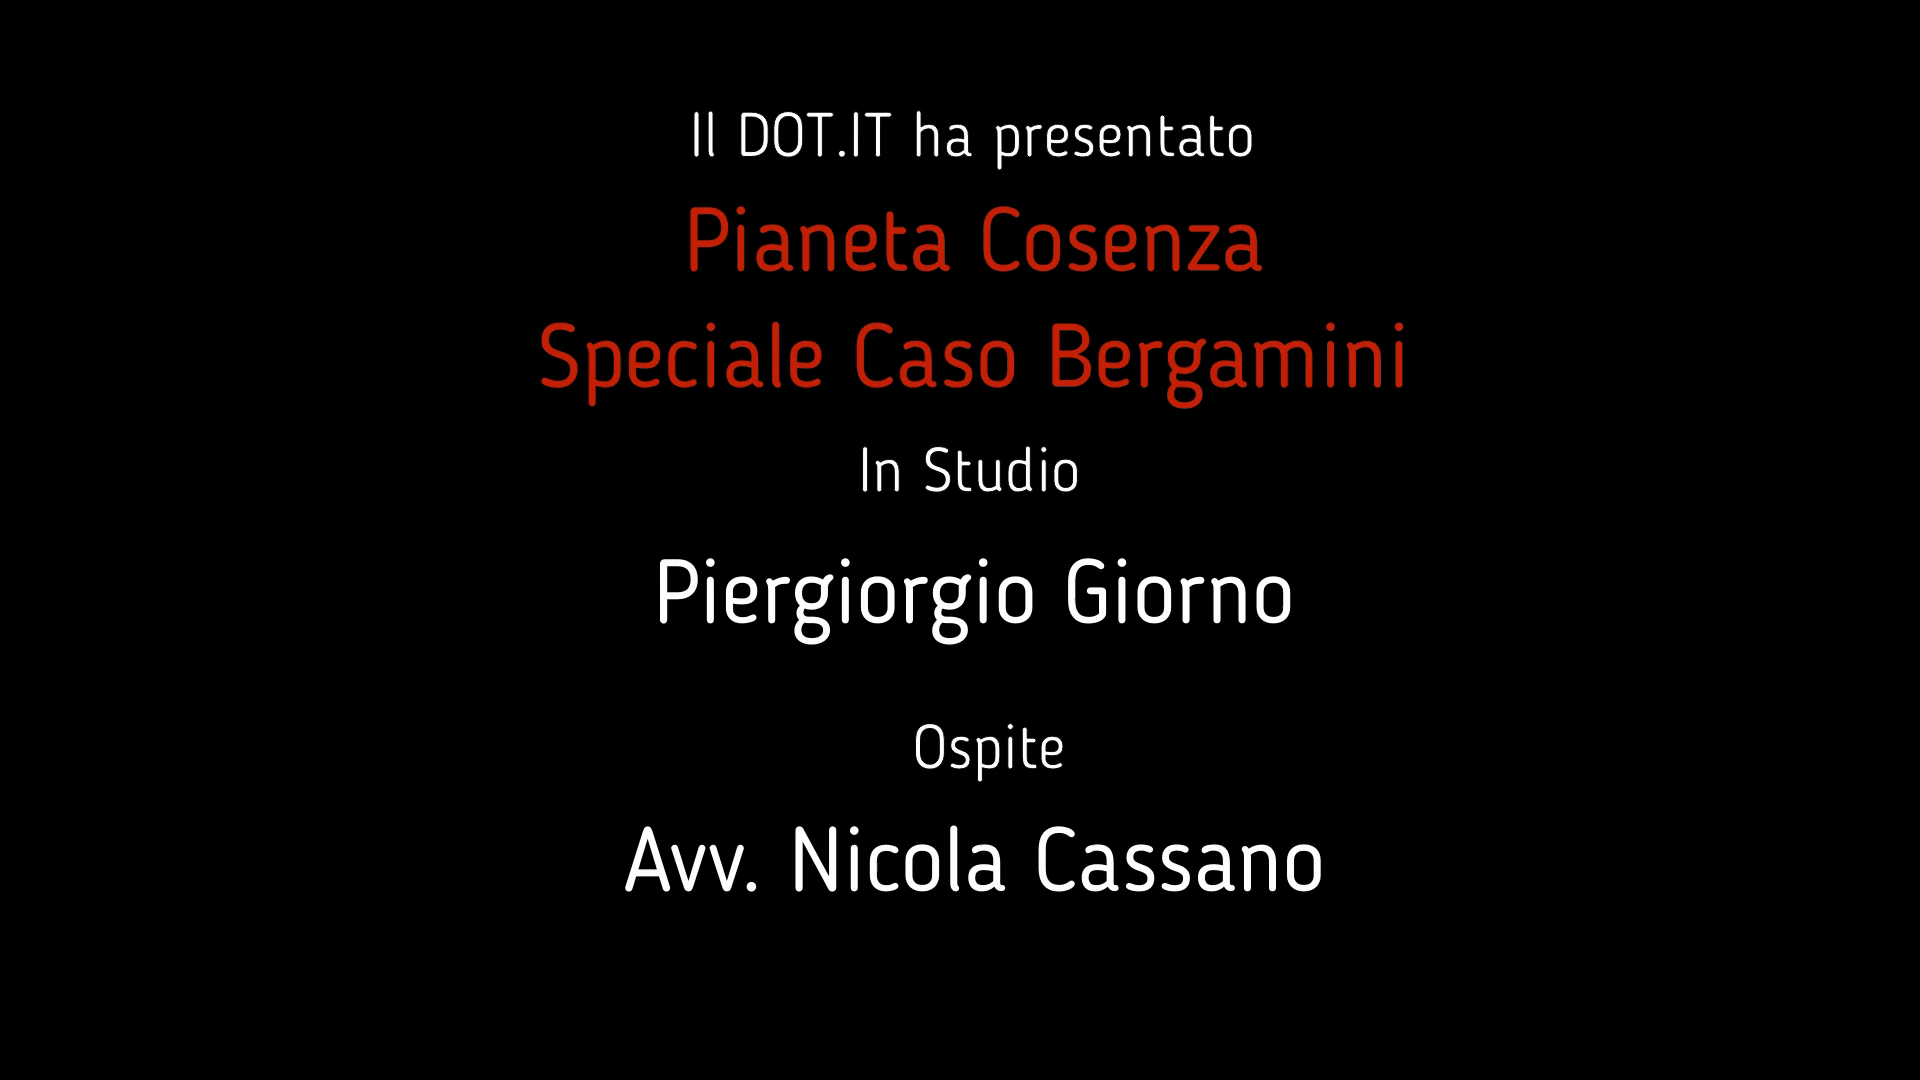 Il DOT.IT ha presentato
Pianeta Cosenza
Speciale Caso Bergamini
In Studio
Piergiorgio Giorno
Ospite
Avv. Nicola Cassano